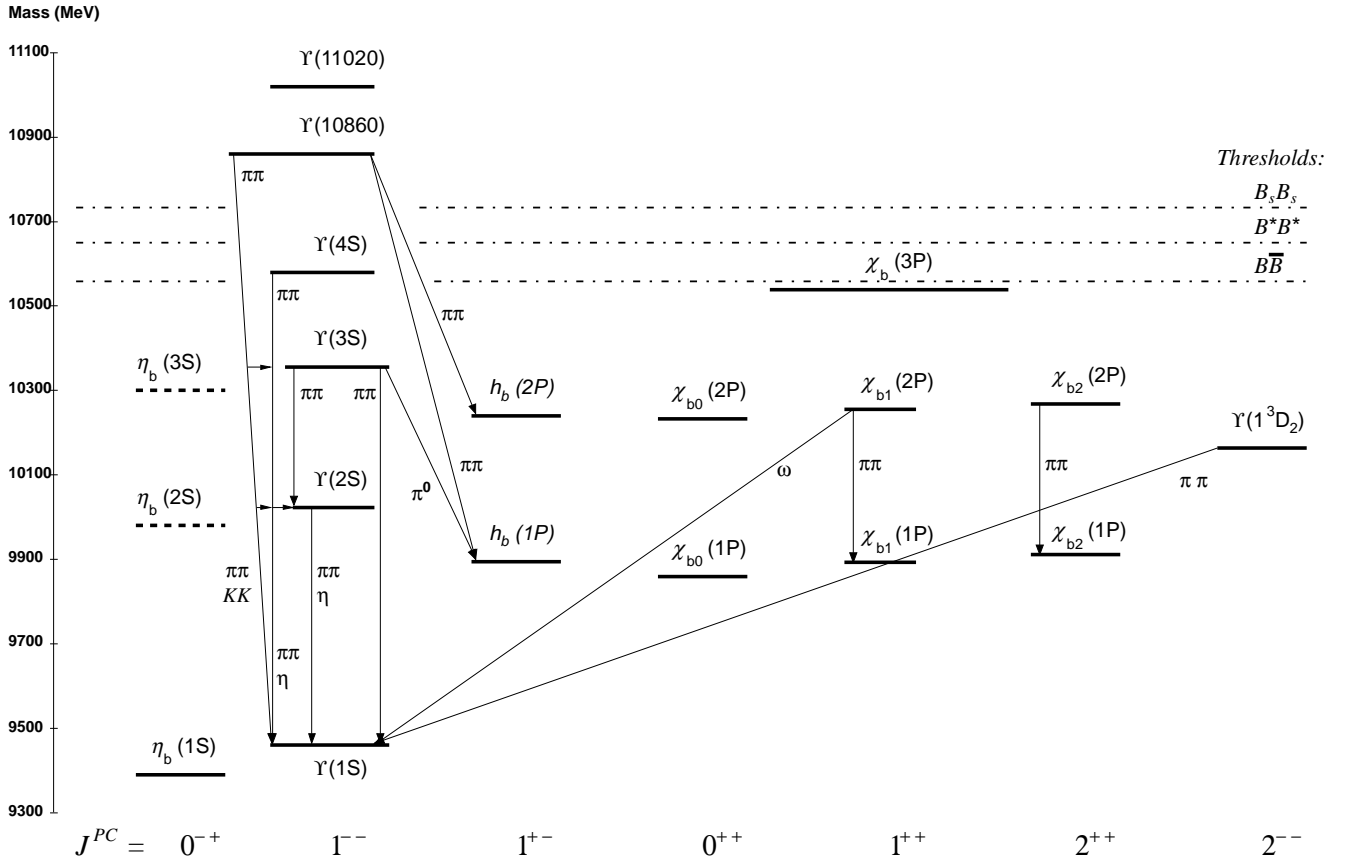 Mass (MeV)
11100
10900
10700
10500
10300
10100
9900
9700
9500
9300
ϒ(11020)
ϒ(10860)
ππ
Thresholds:
BsBs
B*B*
BB̅
ϒ(4S)
ππ
χb (3P)
ππ
ϒ(3S)
ηb (3S)
ππ ππ
hb (2P)
χb0 (2P)
χb1 (2P)
χb2 (2P)
ϒ(1³D₂)
ηb (2S)
ϒ(2S)
π⁰
ππ
ω
ππ
ππ
π π
hb (1P)
χb0 (1P)
χb1 (1P)
χb2 (1P)
ππ
KK
ππ
η
ππ
η
ηb (1S)
ϒ(1S)
J^PC = 0⁻⁺ 1⁻⁻ 1⁺⁻ 0⁺⁺ 1⁺⁺ 2⁺⁺ 2⁻⁻